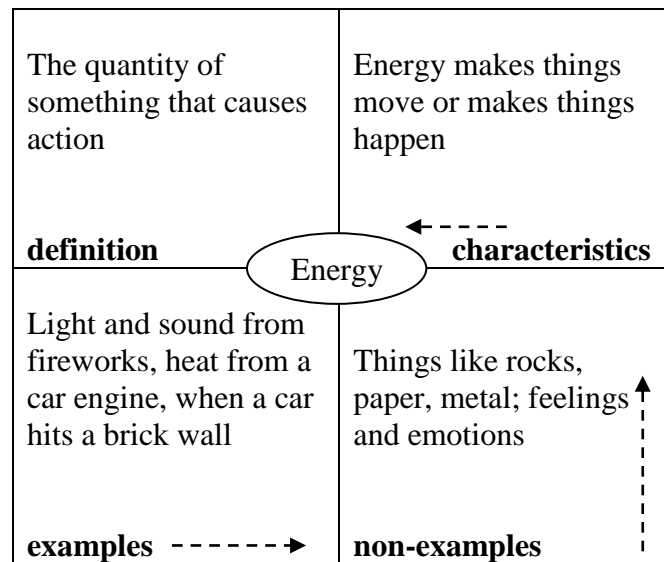 The quantity of
something that causes
action
definition
Energy makes things
move or makes things
happen
characteristics
Energy
Light and sound from
fireworks, heat from a
car engine, when a car
hits a brick wall
examples
Things like rocks,
paper, metal; feelings
and emotions
non-examples